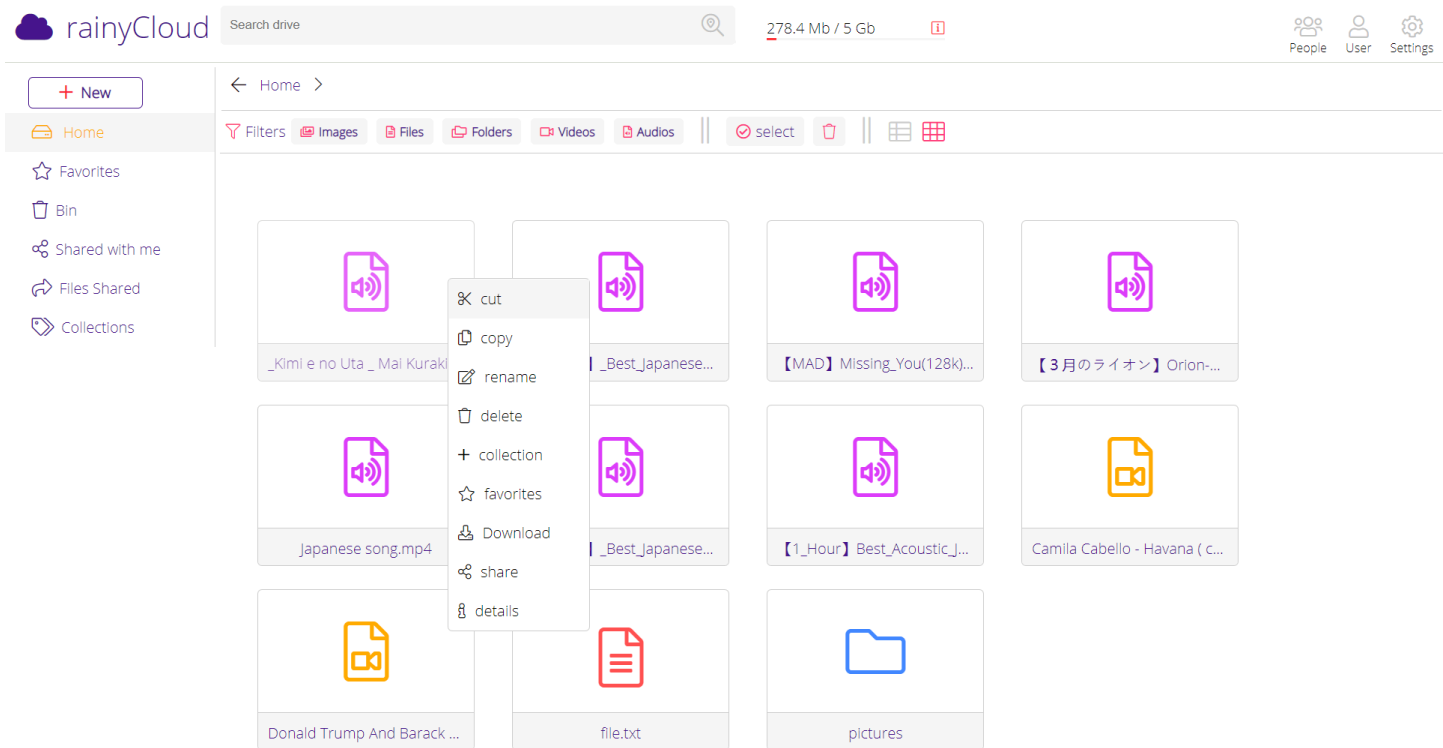 rainyCloud
Search drive
278.4 Mb / 5 Gb
People
User
Settings
New
Home
Favorites
Bin
Shared with me
Files Shared
Collections
Home
Filters
Images
Files
Folders
Videos
Audios
select
_Kimi e no Uta _ Mai Kuraki
】_Best_Japanese...
【MAD】Missing_You(128k)...
【３月のライオン】Orion-...
cut
copy
rename
delete
collection
favorites
Download
share
details
Japanese song.mp4
】_Best_Japanese...
【1_Hour】Best_Acoustic_J...
Camila Cabello - Havana ( c...
Donald Trump And Barack ...
file.txt
pictures